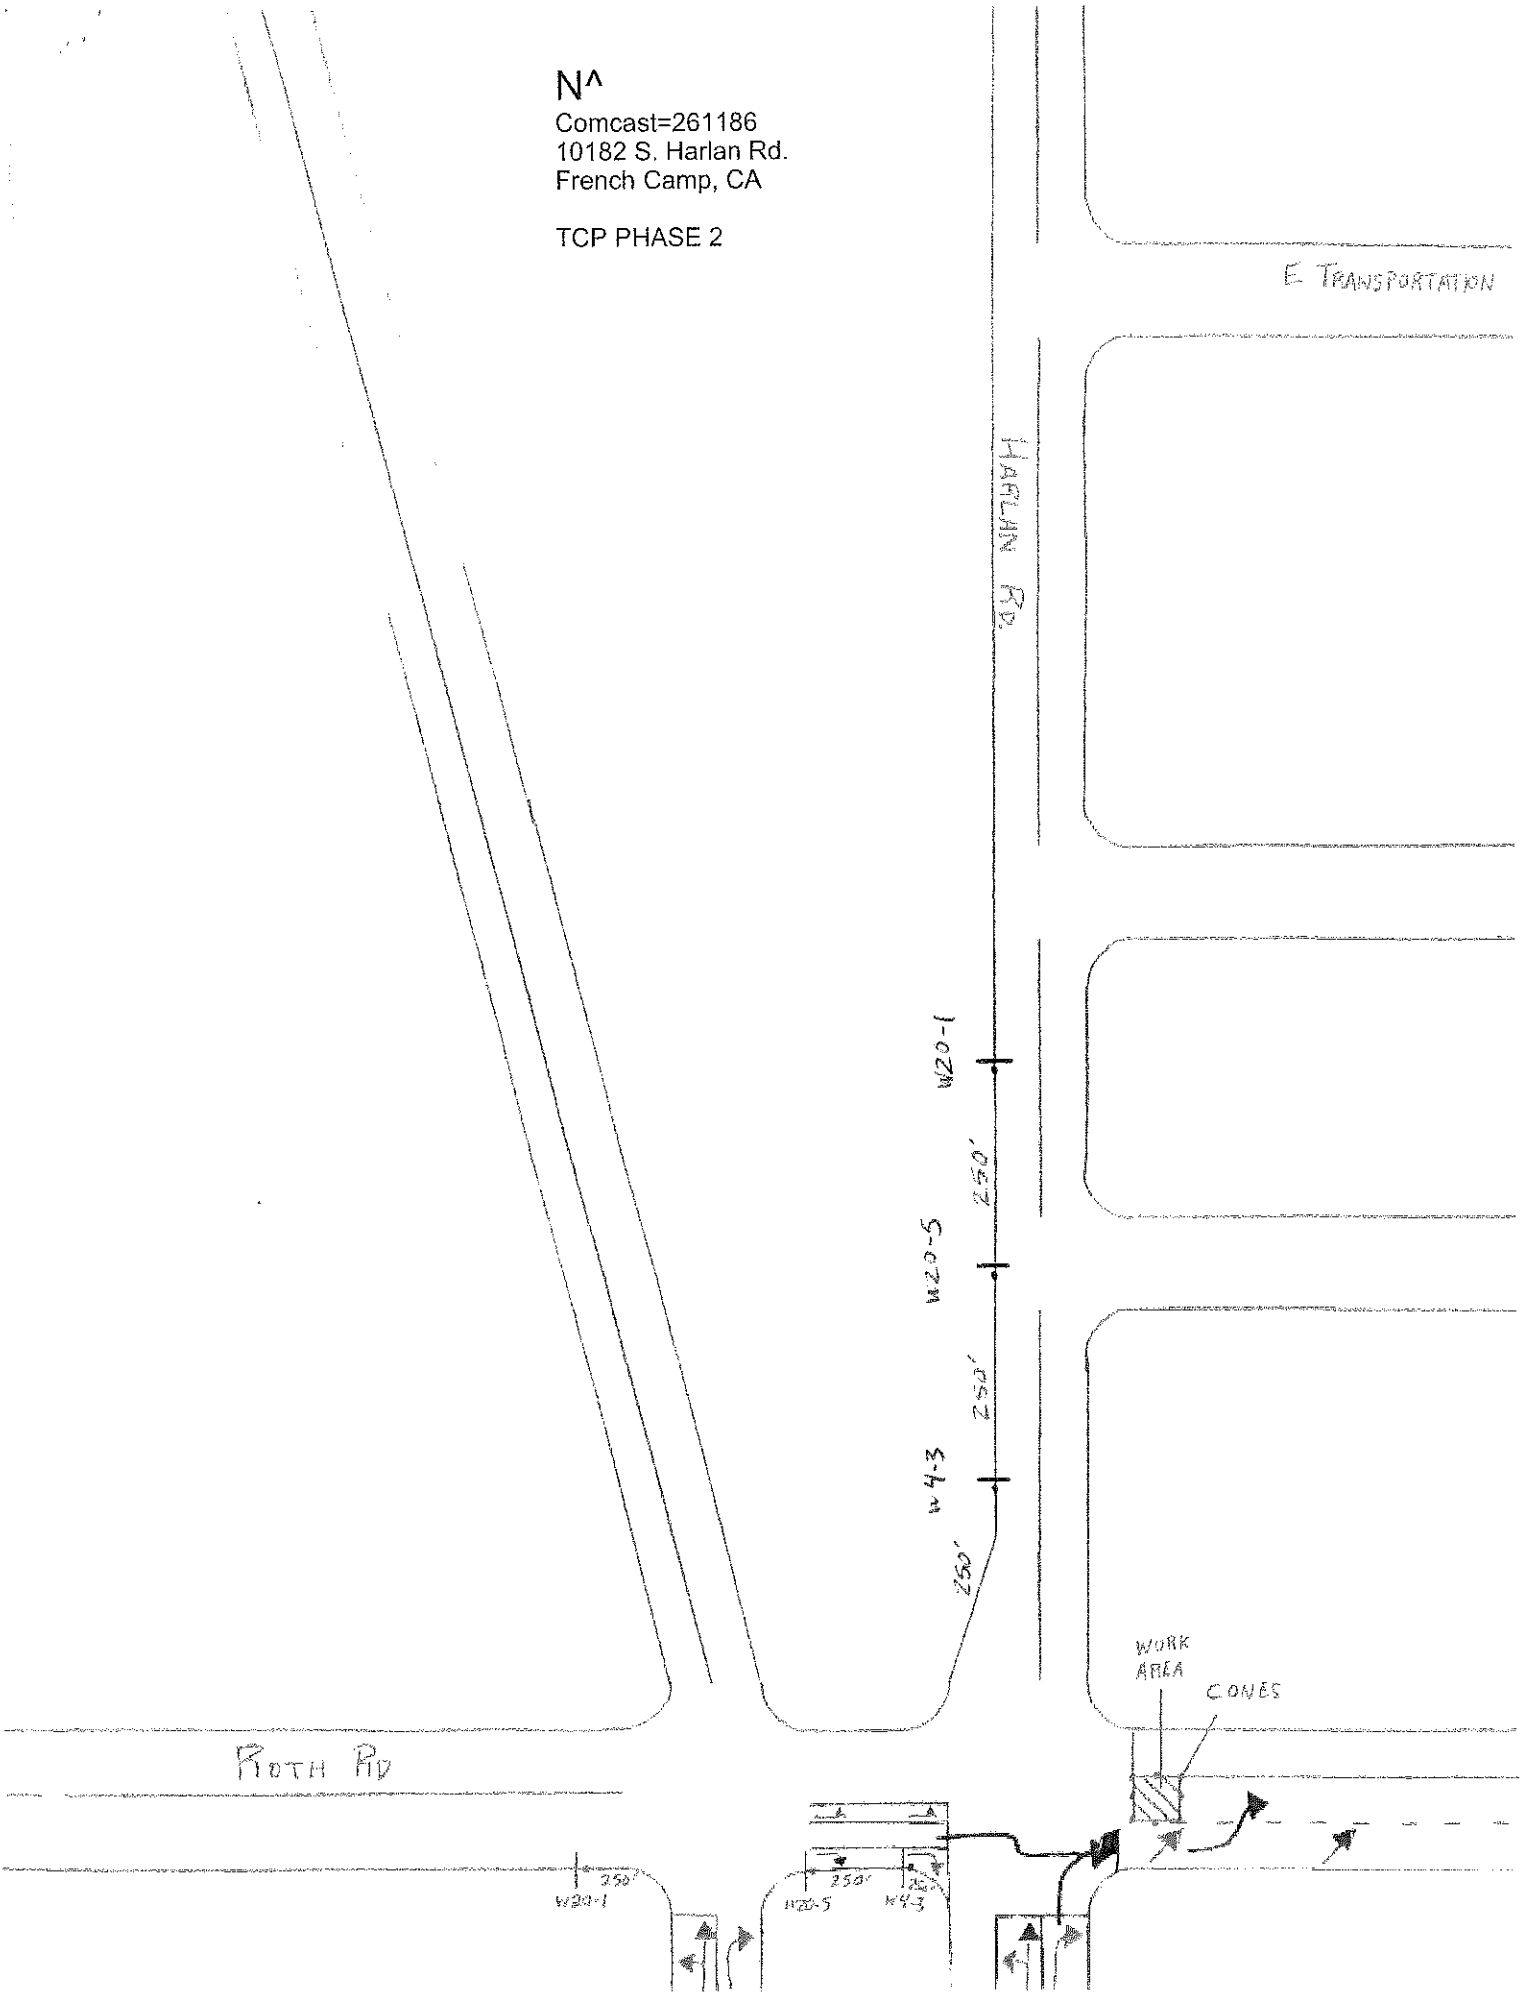 N^
Comcast=261186
10182 S. Harlan Rd.
French Camp, CA
TCP PHASE 2
E TRANSPORTATION
HARLAN RD.
W20-1
250'
W20-5
250'
W4-3
250'
WORK
AREA
CONES
ROTH RD
250'
W20-1
250'
W20-5
250'
W4-3